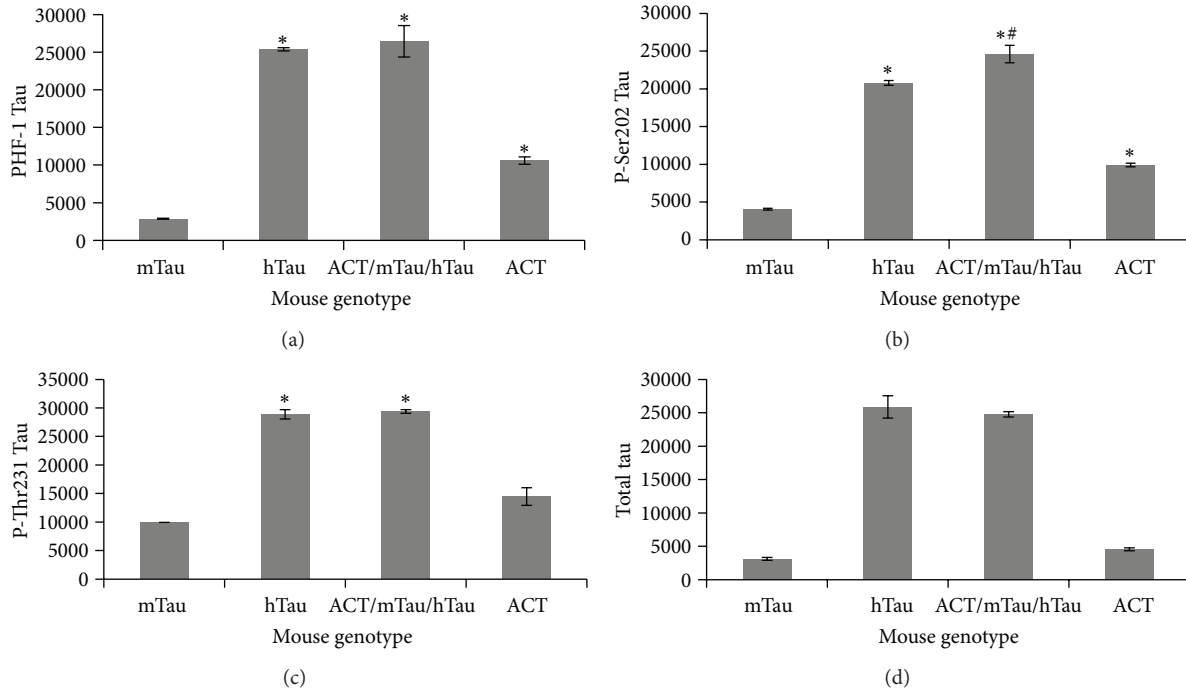 30000
25000
20000
15000
10000
5000
0
PHF-1 Tau
* * *
mTau hTau ACT/mTau/hTau ACT
Mouse genotype
(a)
30000
25000
20000
15000
10000
5000
0
P-Ser202 Tau
* *# *
mTau hTau ACT/mTau/hTau ACT
Mouse genotype
(b)
35000
30000
25000
20000
15000
10000
5000
0
P-Thr231 Tau
* *
mTau hTau ACT/mTau/hTau ACT
Mouse genotype
(c)
30000
25000
20000
15000
10000
5000
0
Total tau
mTau hTau ACT/mTau/hTau ACT
Mouse genotype
(d)